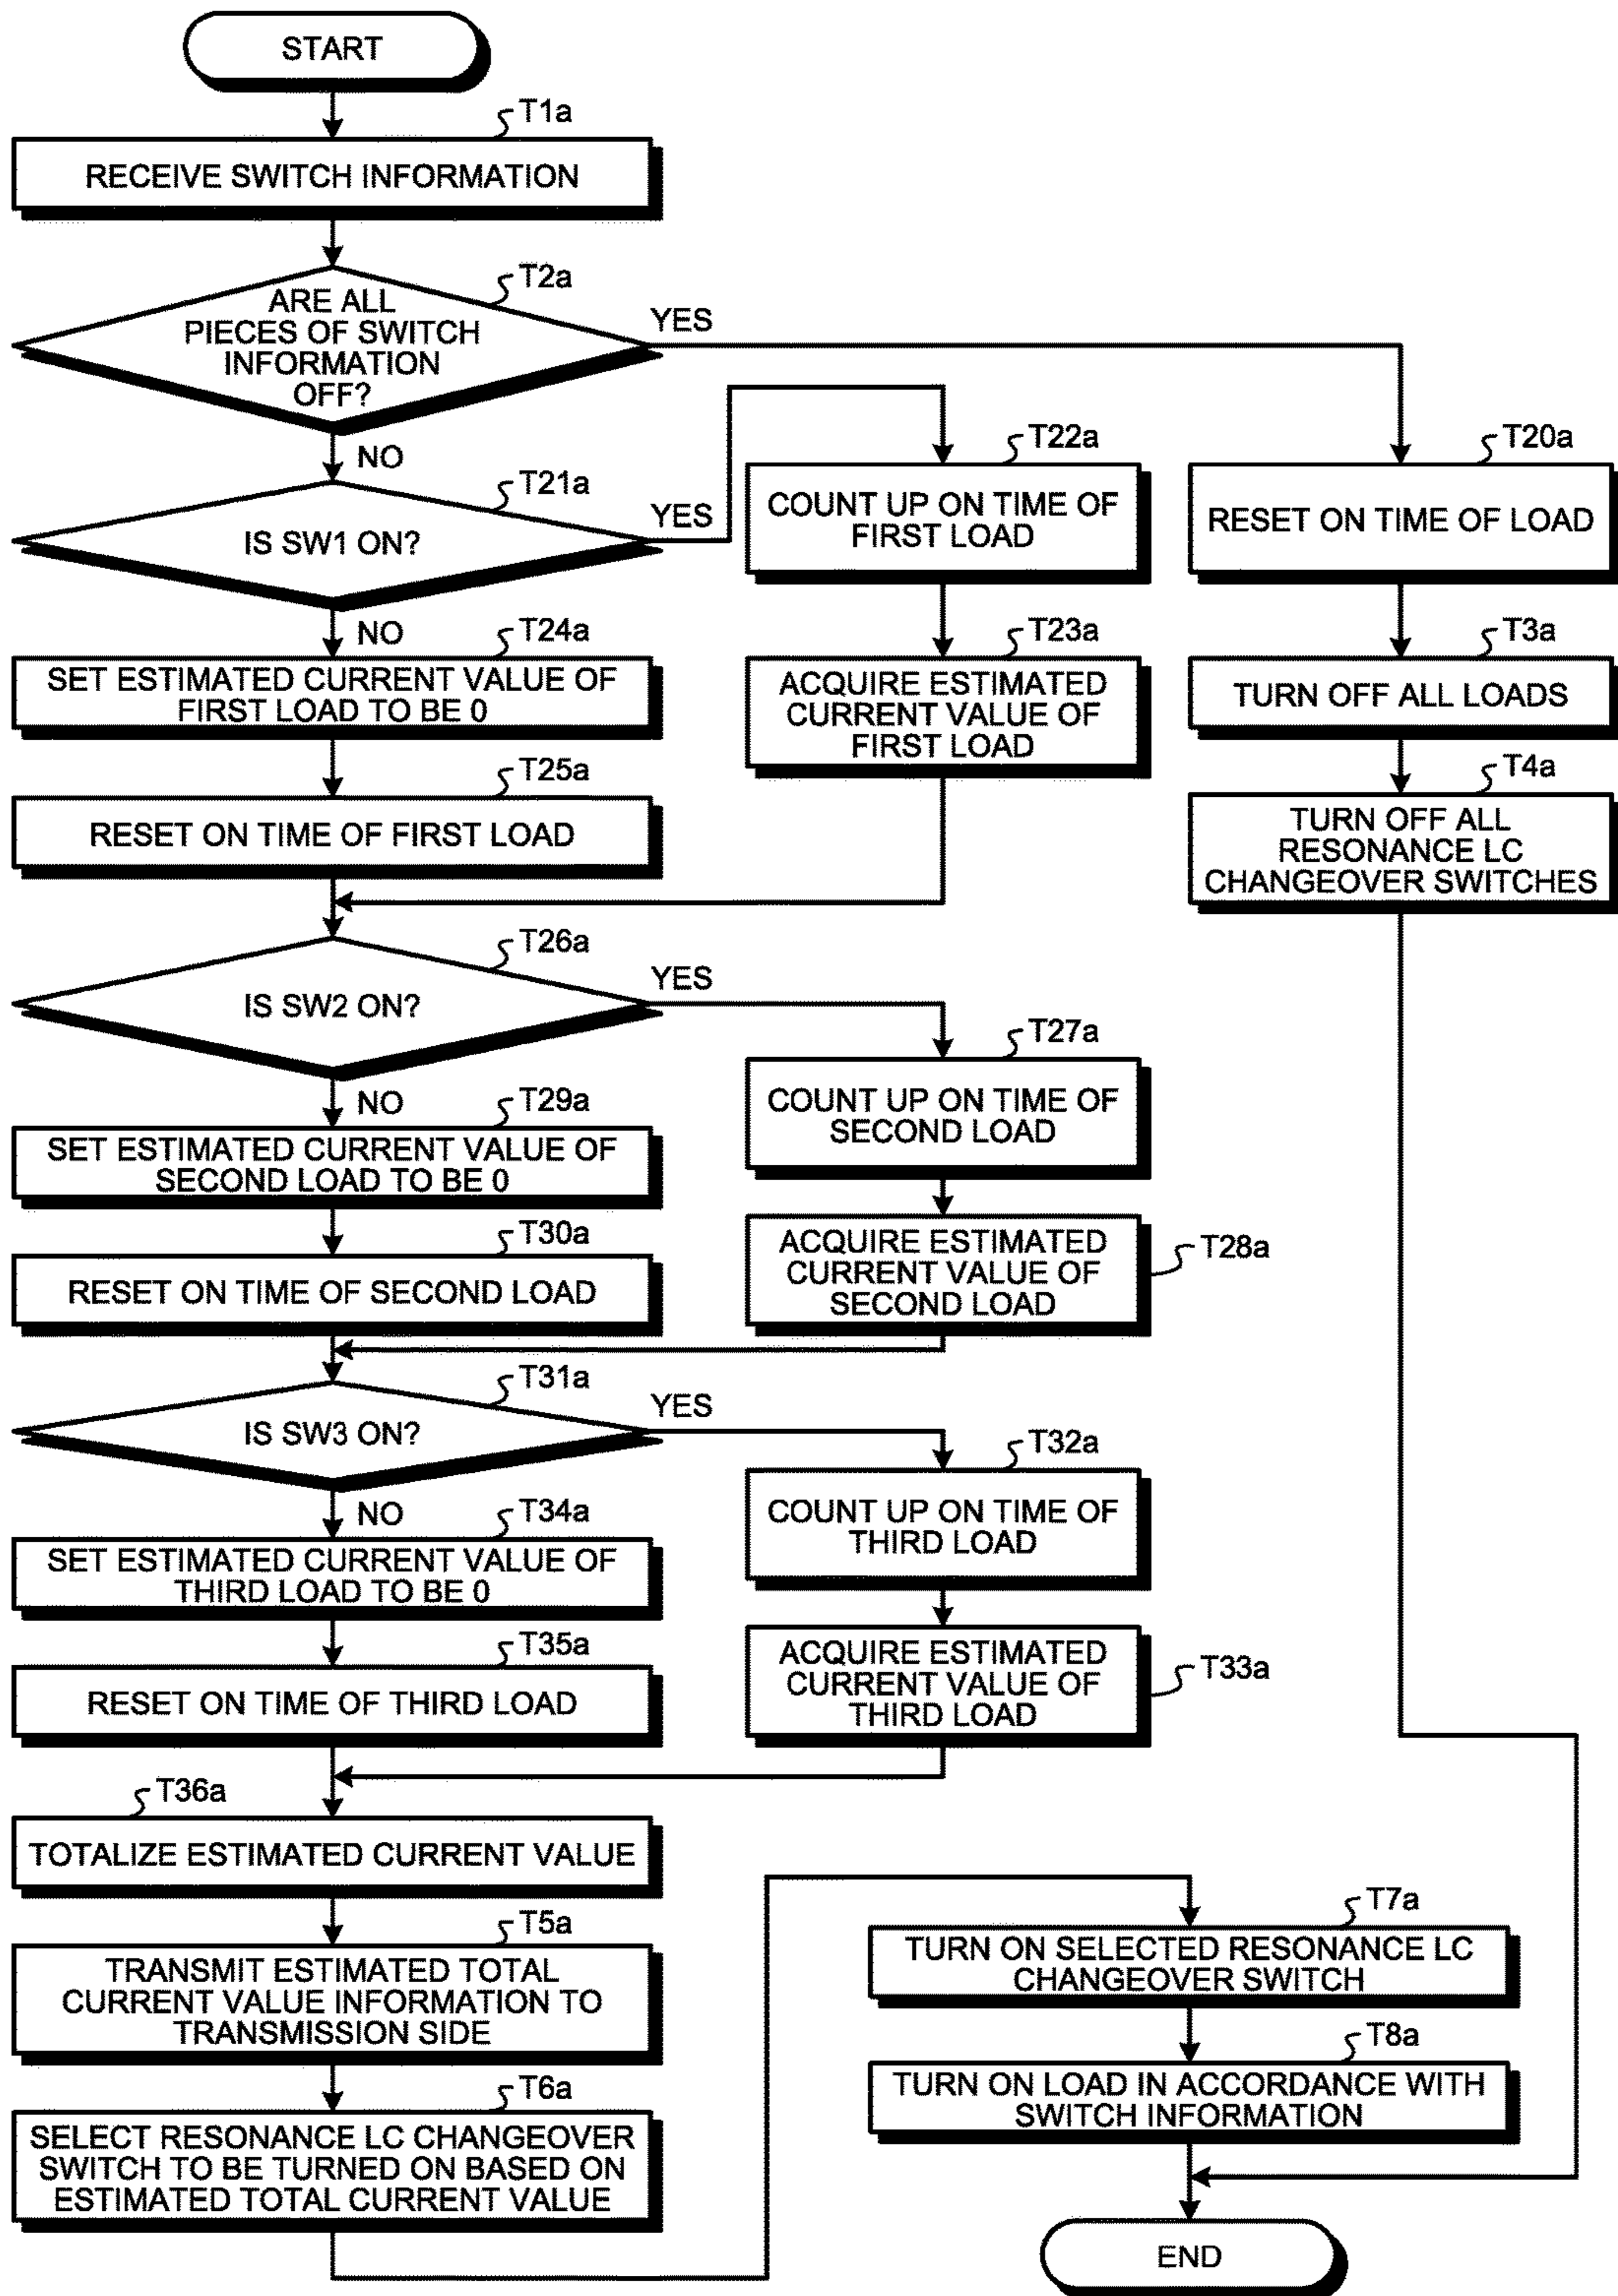 START
T1a
RECEIVE SWITCH INFORMATION
T2a
ARE ALL
PIECES OF SWITCH
INFORMATION
OFF?
YES
NO
T21a
IS SW1 ON?
YES
T22a
COUNT UP ON TIME OF
FIRST LOAD
T20a
RESET ON TIME OF LOAD
NO
T24a
SET ESTIMATED CURRENT VALUE OF
FIRST LOAD TO BE 0
T23a
ACQUIRE ESTIMATED
CURRENT VALUE OF
FIRST LOAD
T3a
TURN OFF ALL LOADS
T25a
RESET ON TIME OF FIRST LOAD
T4a
TURN OFF ALL
RESONANCE LC
CHANGEOVER SWITCHES
T26a
IS SW2 ON?
YES
T27a
COUNT UP ON TIME OF
SECOND LOAD
NO
T29a
SET ESTIMATED CURRENT VALUE OF
SECOND LOAD TO BE 0
T30a
RESET ON TIME OF SECOND LOAD
ACQUIRE ESTIMATED
CURRENT VALUE OF
SECOND LOAD
T28a
T31a
IS SW3 ON?
YES
T32a
COUNT UP ON TIME OF
THIRD LOAD
NO
T34a
SET ESTIMATED CURRENT VALUE OF
THIRD LOAD TO BE 0
T35a
RESET ON TIME OF THIRD LOAD
ACQUIRE ESTIMATED
CURRENT VALUE OF
THIRD LOAD
T33a
T36a
TOTALIZE ESTIMATED CURRENT VALUE
T5a
TRANSMIT ESTIMATED TOTAL
CURRENT VALUE INFORMATION TO
TRANSMISSION SIDE
T6a
SELECT RESONANCE LC CHANGEOVER
SWITCH TO BE TURNED ON BASED ON
ESTIMATED TOTAL CURRENT VALUE
T7a
TURN ON SELECTED RESONANCE LC
CHANGEOVER SWITCH
T8a
TURN ON LOAD IN ACCORDANCE WITH
SWITCH INFORMATION
END